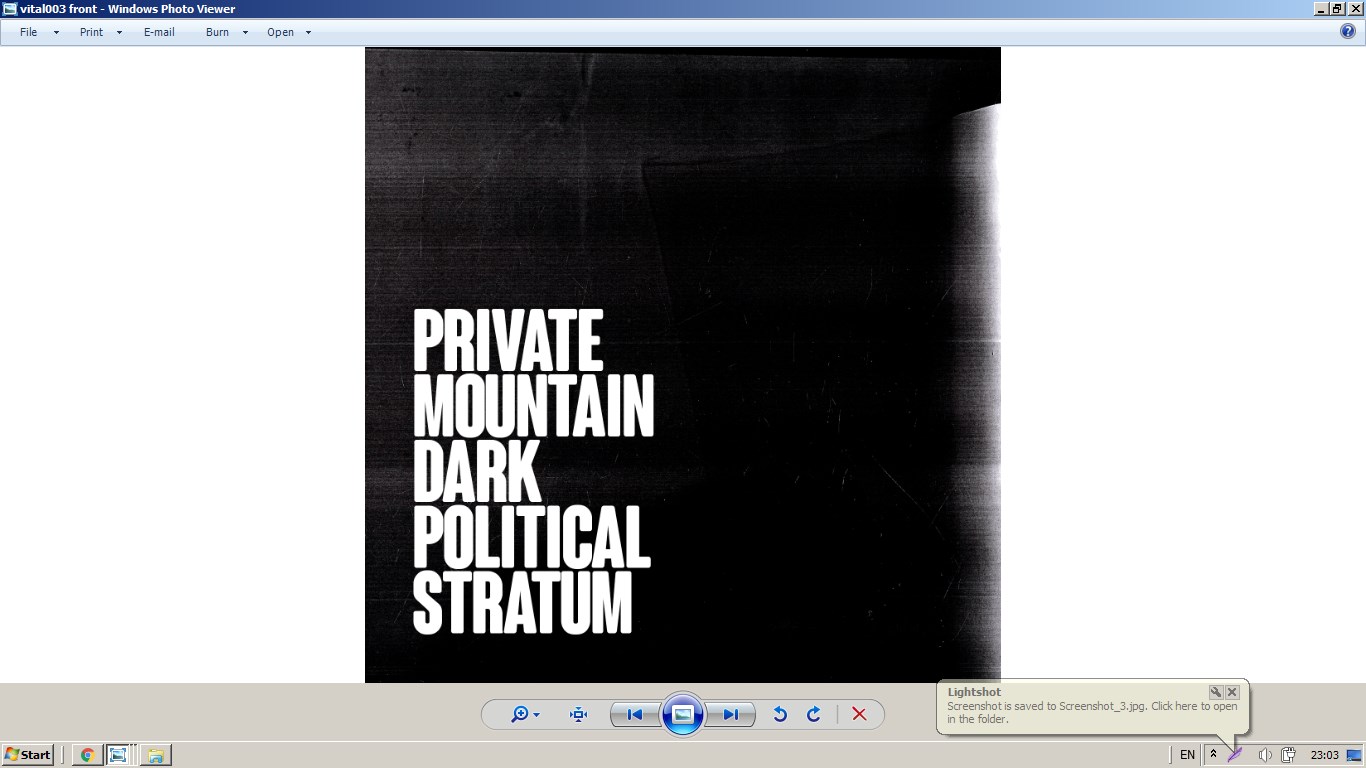 vital003 front - Windows Photo Viewer
File Print E-mail Burn Open
PRIVATE
MOUNTAIN
DARK
POLITICAL
STRATUM
Lightshot
Screenshot is saved to Screenshot_3.jpg. Click here to open
in the folder.
Start
EN
23:03